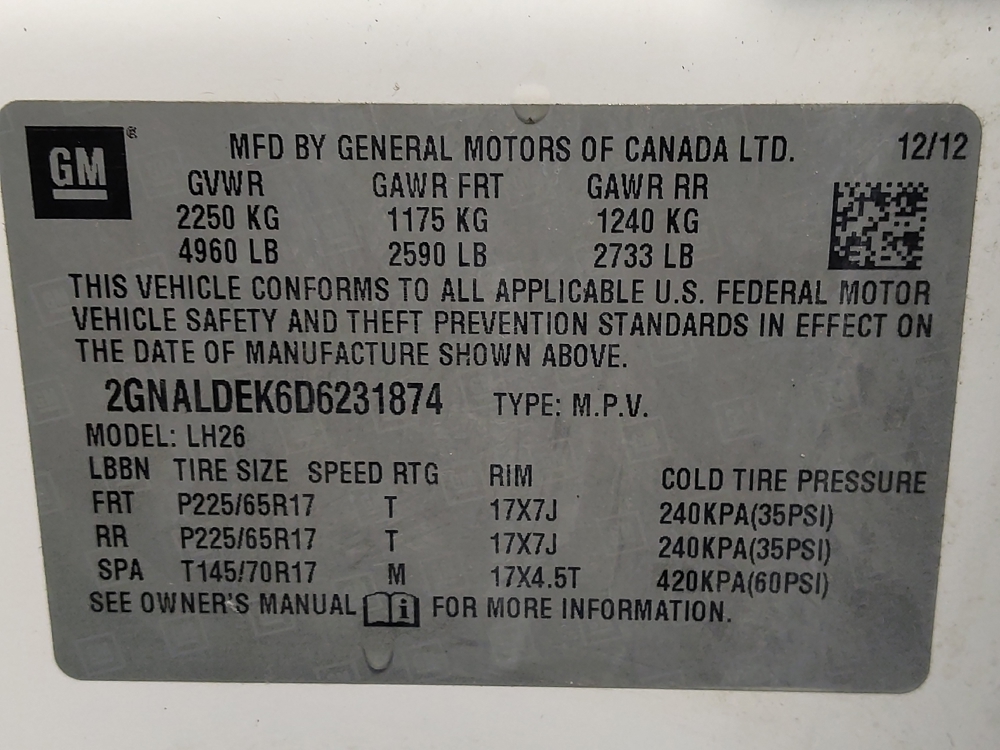 GM ®
MFD BY GENERAL MOTORS OF CANADA LTD. 12/12
GVWR GAWR FRT GAWR RR
2250 KG 1175 KG 1240 KG
4960 LB 2590 LB 2733 LB
THIS VEHICLE CONFORMS TO ALL APPLICABLE U.S. FEDERAL MOTOR
VEHICLE SAFETY AND THEFT PREVENTION STANDARDS IN EFFECT ON
THE DATE OF MANUFACTURE SHOWN ABOVE.
2GNALDEK6D6231874 TYPE: M.P.V.
MODEL: LH26
LBBN TIRE SIZE SPEED RTG RIM COLD TIRE PRESSURE
FRT P225/65R17 T 17X7J 240KPA(35PSI)
RR P225/65R17 T 17X7J 240KPA(35PSI)
SPA T145/70R17 M 17X4.5T 420KPA(60PSI)
SEE OWNER'S MANUAL i FOR MORE INFORMATION.